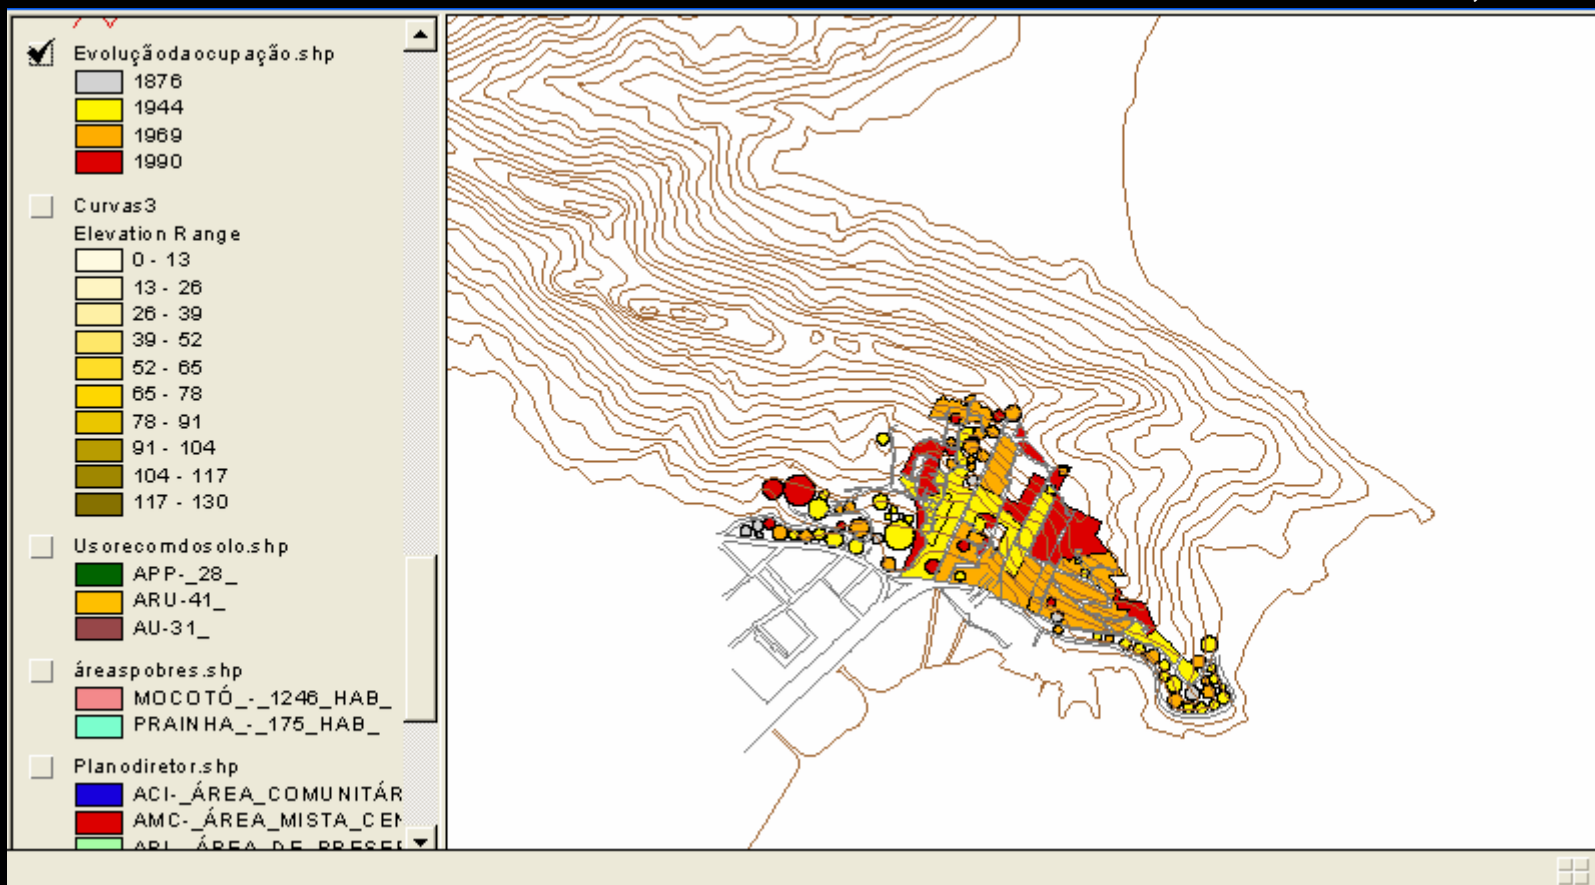 Evoluçãodaocupação.shp
1876
1944
1969
1990
Curvas3
Elevation Range
0 - 13
13 - 26
26 - 39
39 - 52
52 - 65
65 - 78
78 - 91
91 - 104
104 - 117
117 - 130
Usorecomdosolo.shp
APP-_28_
ARU-41_
AU-31_
áreaspobres.shp
MOCOTÓ_-_1246_HAB_
PRAINHA_-_175_HAB_
Planodiretor.shp
ACI-_ÁREA_COMUNITÁR
AMC-_ÁREA_MISTA_CEN